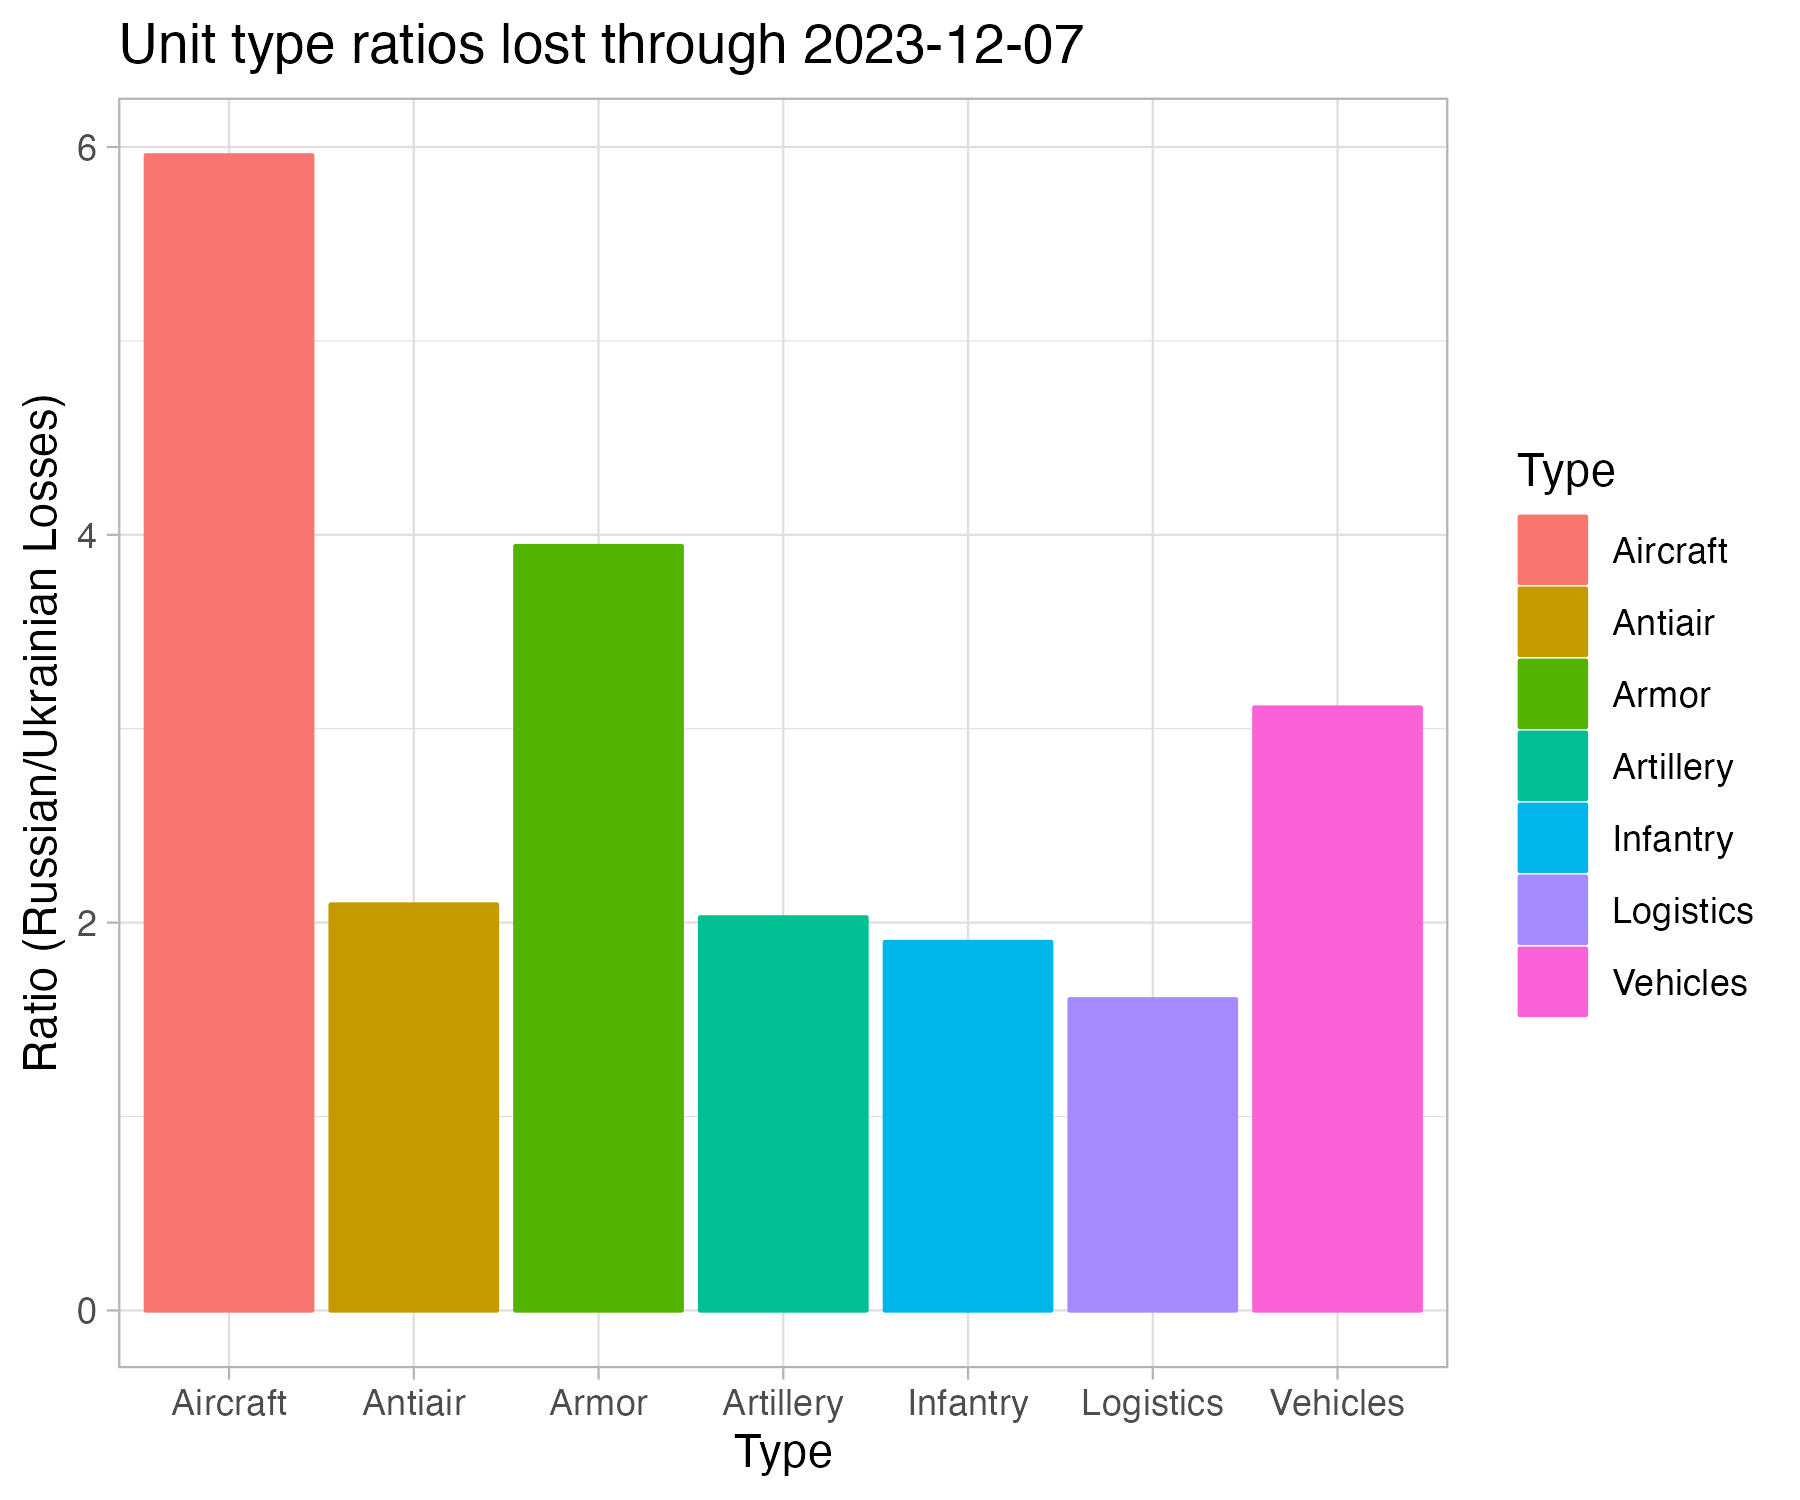 Unit type ratios lost through 2023-12-07
Ratio (Russian/Ukrainian Losses)
6
4
2
0
Aircraft
Antiair
Armor
Artillery
Infantry
Logistics
Vehicles
Type
Type
Aircraft
Antiair
Armor
Artillery
Infantry
Logistics
Vehicles